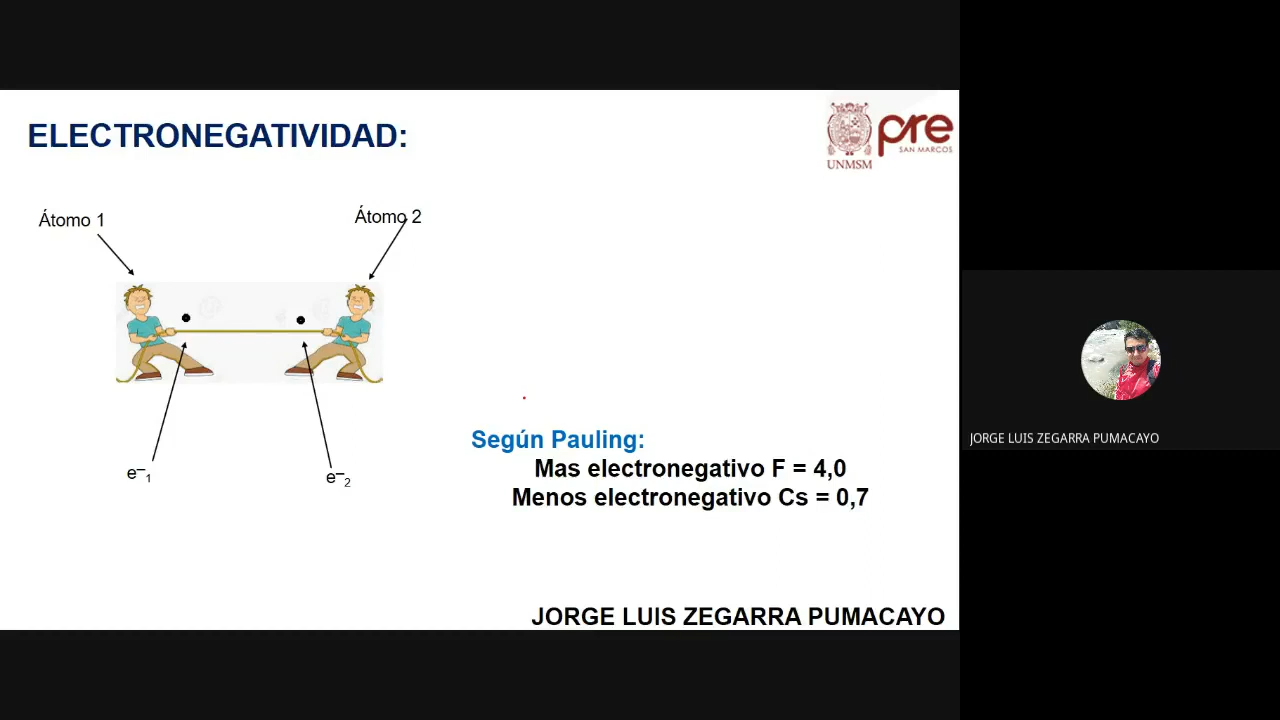 ELECTRONEGATIVIDAD:
UNMSM
pre
SAN MARCOS
Átomo 1
Átomo 2
e–1
e–2
Según Pauling:
Mas electronegativo F = 4,0
Menos electronegativo Cs = 0,7
JORGE LUIS ZEGARRA PUMACAYO
JORGE LUIS ZEGARRA PUMACAYO